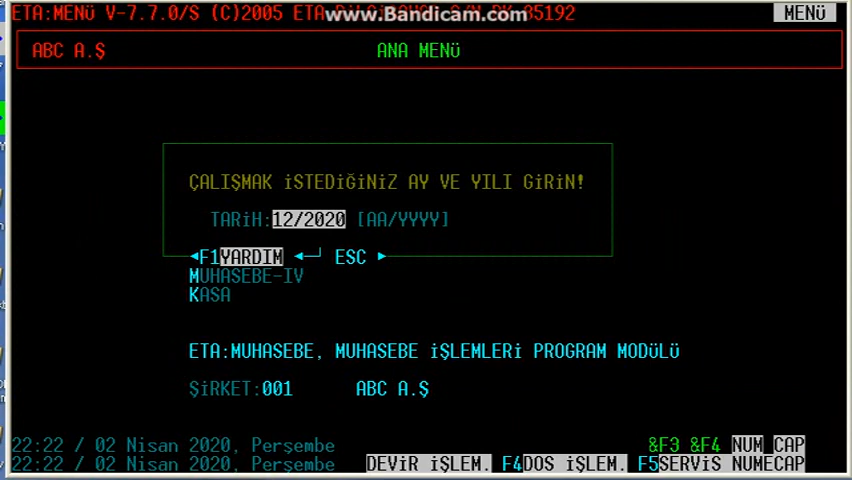 ETA:MENÜ V-7.7.0/S (C)2005 ETA www.Bandicam.com 85192 MENÜ
ABC A.Ş ANA MENÜ
ÇALIŞMAK İSTEDİĞİNİZ AY VE YILI GİRİN!
TARİH:12/2020 [AA/YYYY]
◄F1YARDIM ◄─┘ ESC ►
MUHASEBE-IV
KASA
ETA:MUHASEBE, MUHASEBE İŞLEMLERİ PROGRAM MODÜLÜ
ŞİRKET:001 ABC A.Ş
22:22 / 02 Nisan 2020, Perşembe &F3 &F4 NUM CAP
22:22 / 02 Nisan 2020, Perşembe DEVİR İŞLEM. F4DOS İŞLEM. F5SERVİS NUMECAP